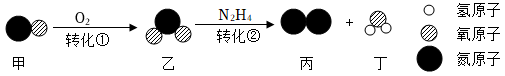 O₂ N₂H₄ 氢原子
转化① 转化② + 氧原子
甲 乙 丙 丁 氮原子